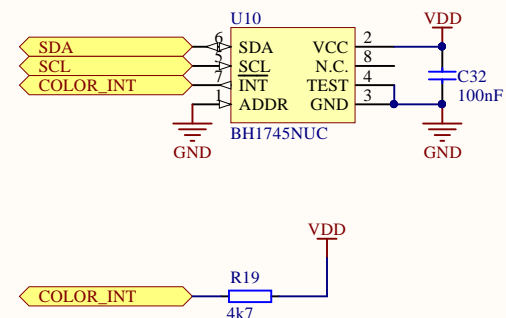 U10
VDD
SDA
6
SDA
VCC
2
SCL
5
SCL
N.C.
8
COLOR_INT
7
INT
TEST
4
C32
1
ADDR
GND
3
100nF
GND
BH1745NUC
GND
VDD
R19
COLOR_INT
4k7